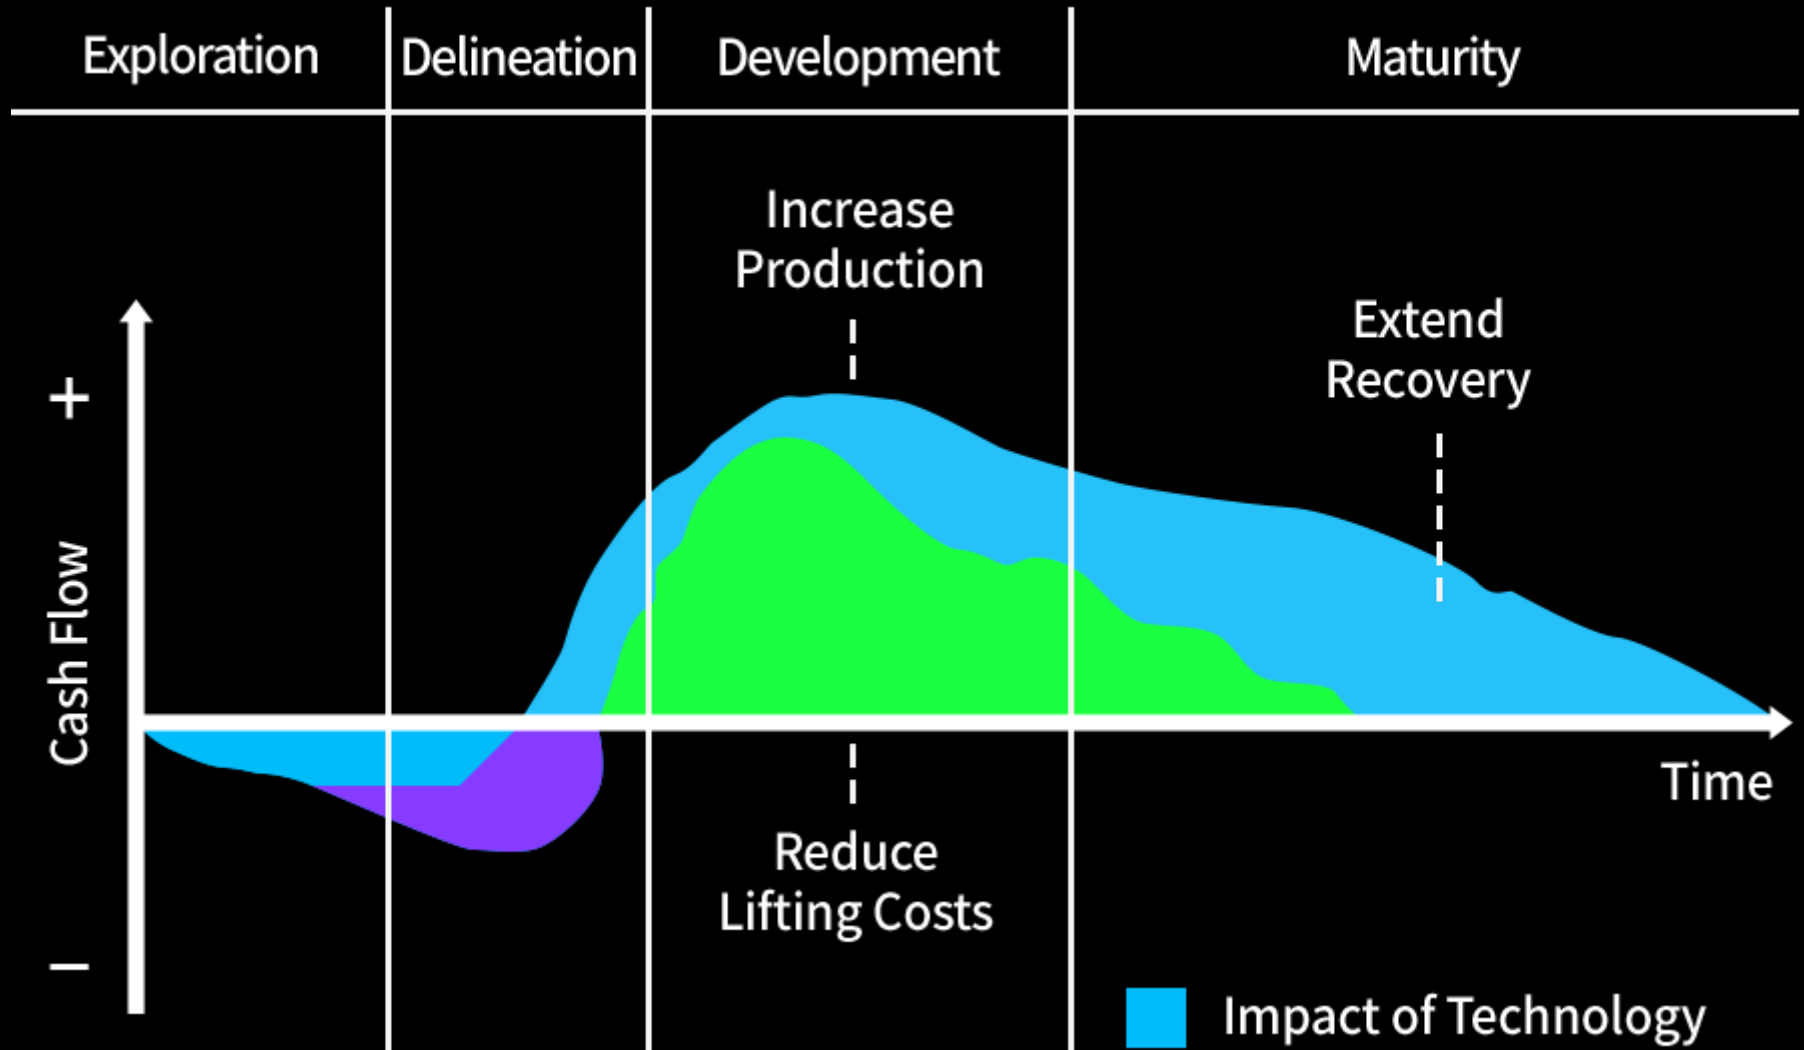 Exploration
Delineation
Development
Maturity
Increase
Production
Extend
Recovery
+
Cash Flow
−
Time
Reduce
Lifting Costs
Impact of Technology